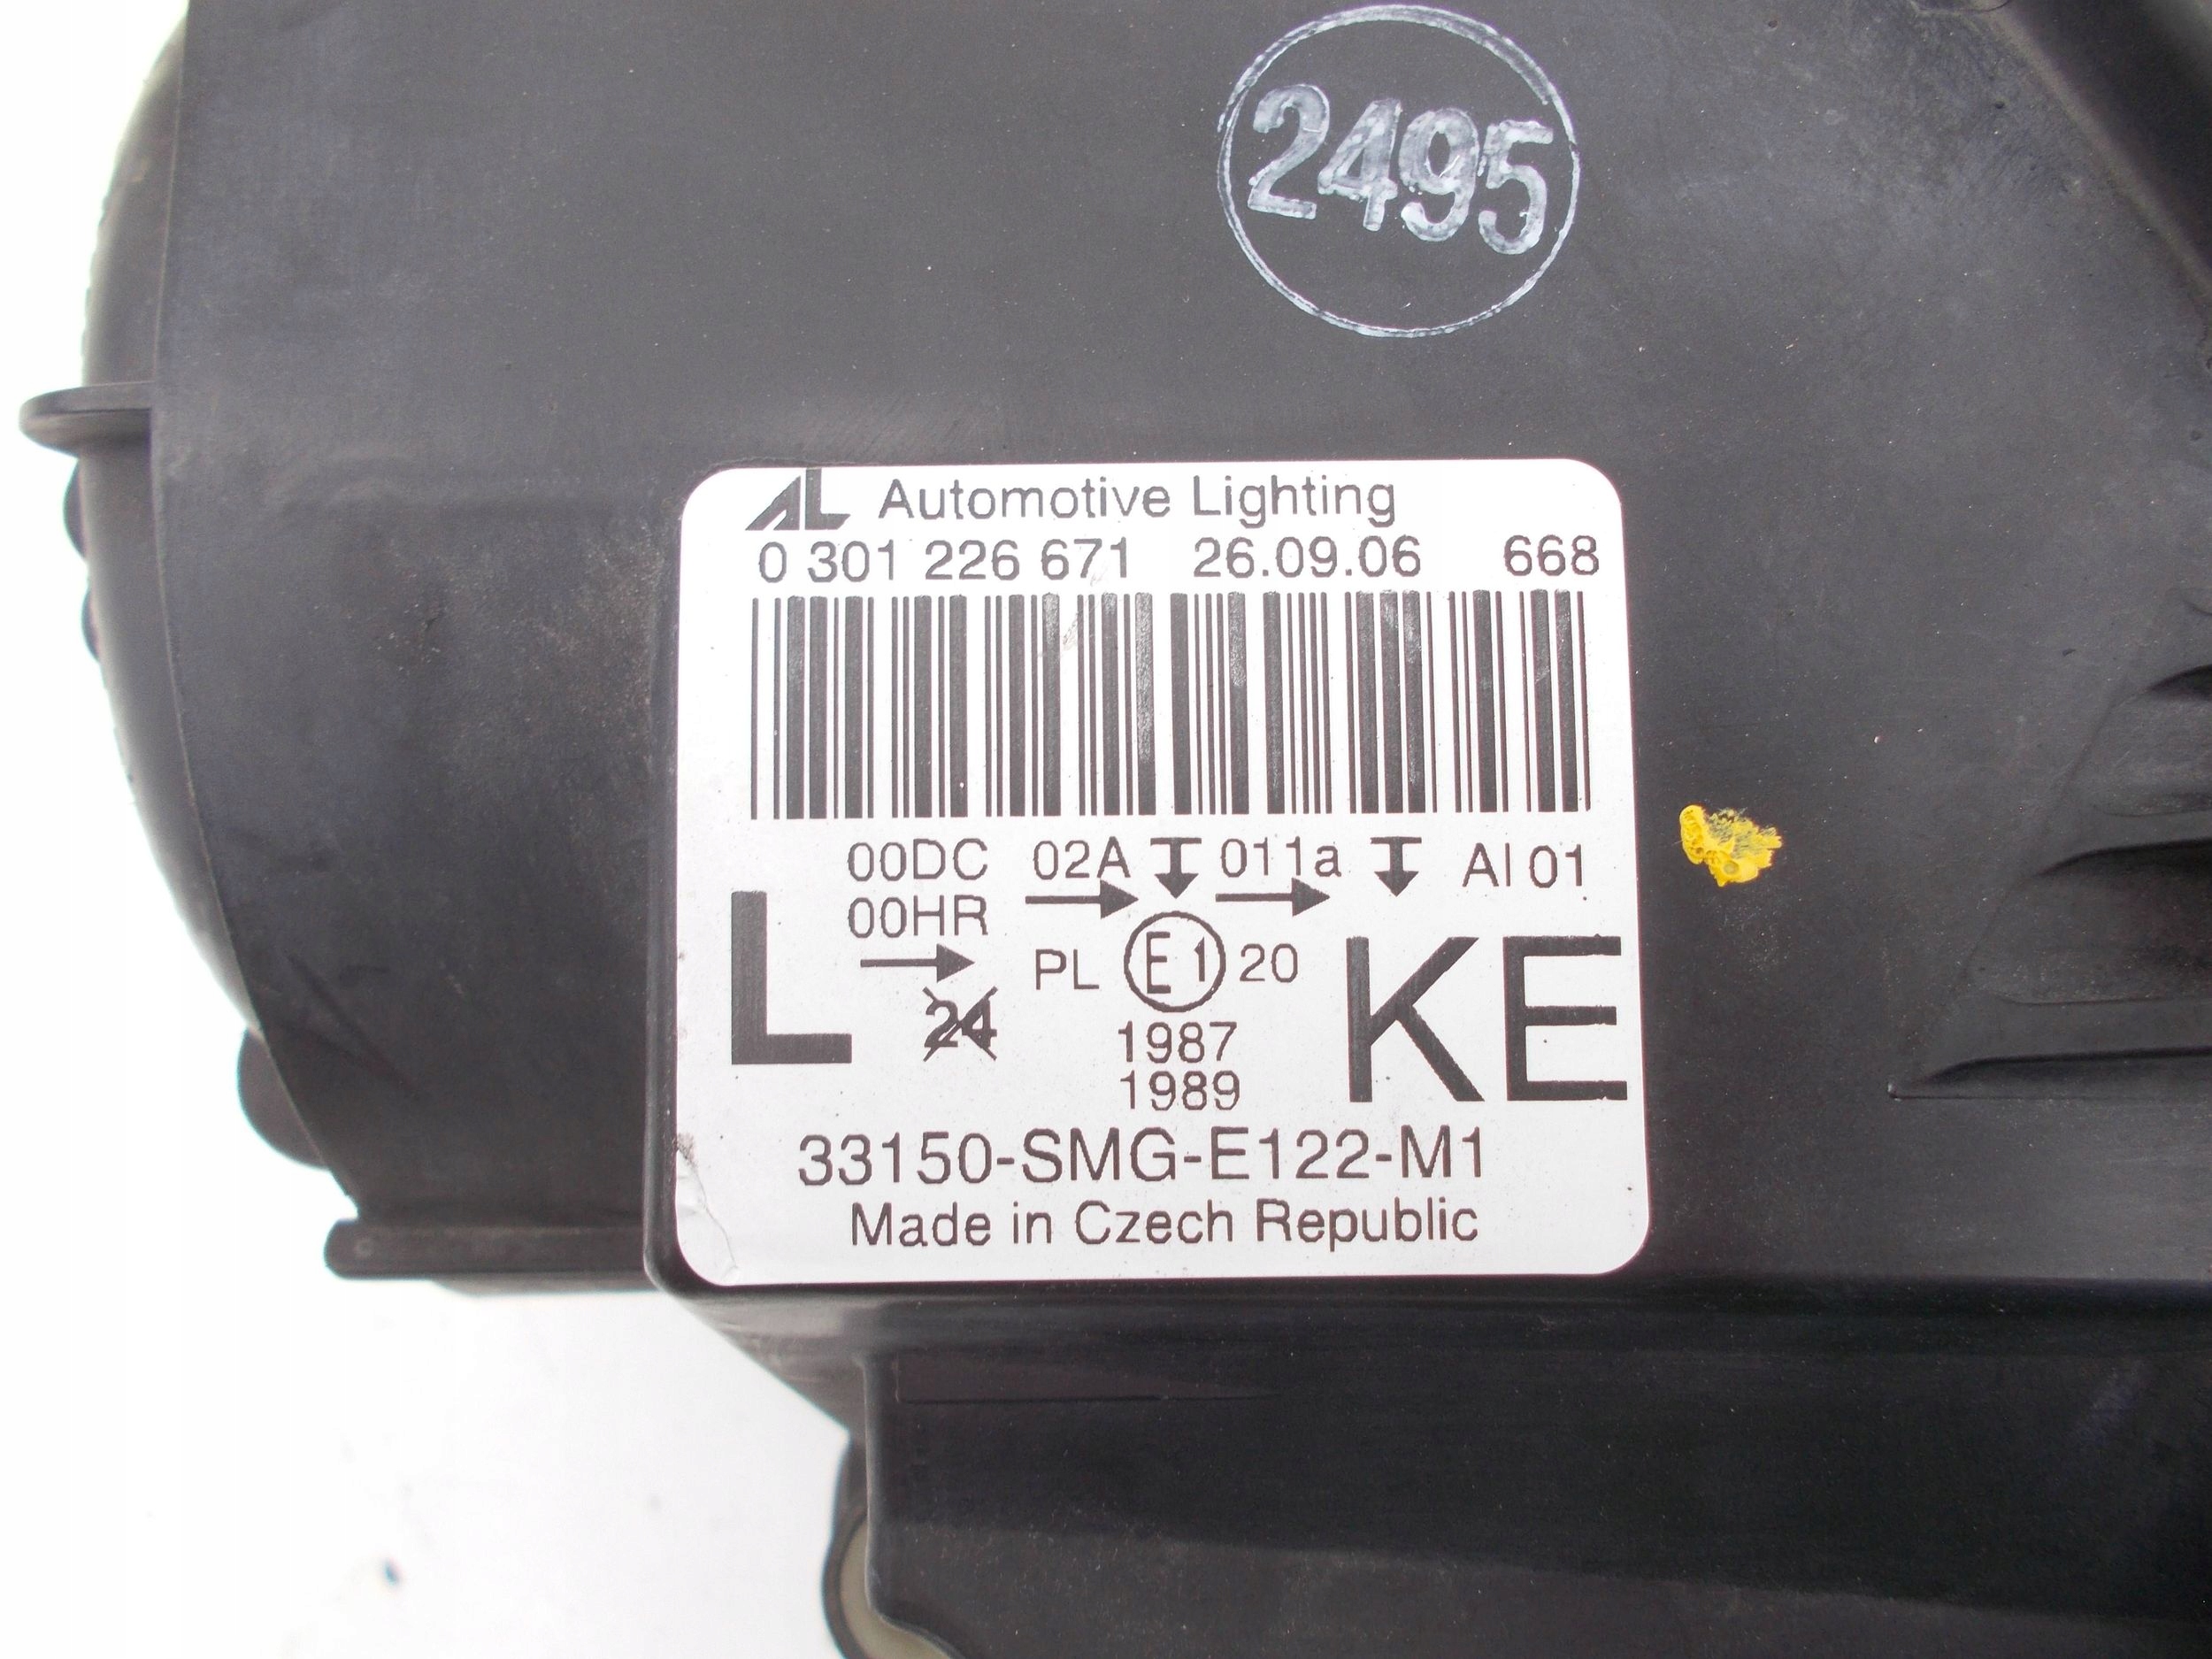 2495
AL Automotive Lighting
0 301 226 671 26.09.06 668
00DC 02A 011a AI 01
00HR
L PL E1 20 KE
24
1987
1989
33150-SMG-E122-M1
Made in Czech Republic